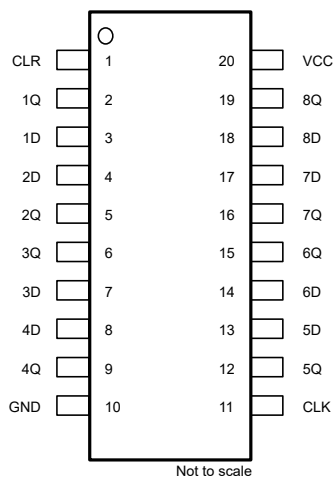 CLR 1 20 VCC
1Q 2 19 8Q
1D 3 18 8D
2D 4 17 7D
2Q 5 16 7Q
3Q 6 15 6Q
3D 7 14 6D
4D 8 13 5D
4Q 9 12 5Q
GND 10 11 CLK
Not to scale